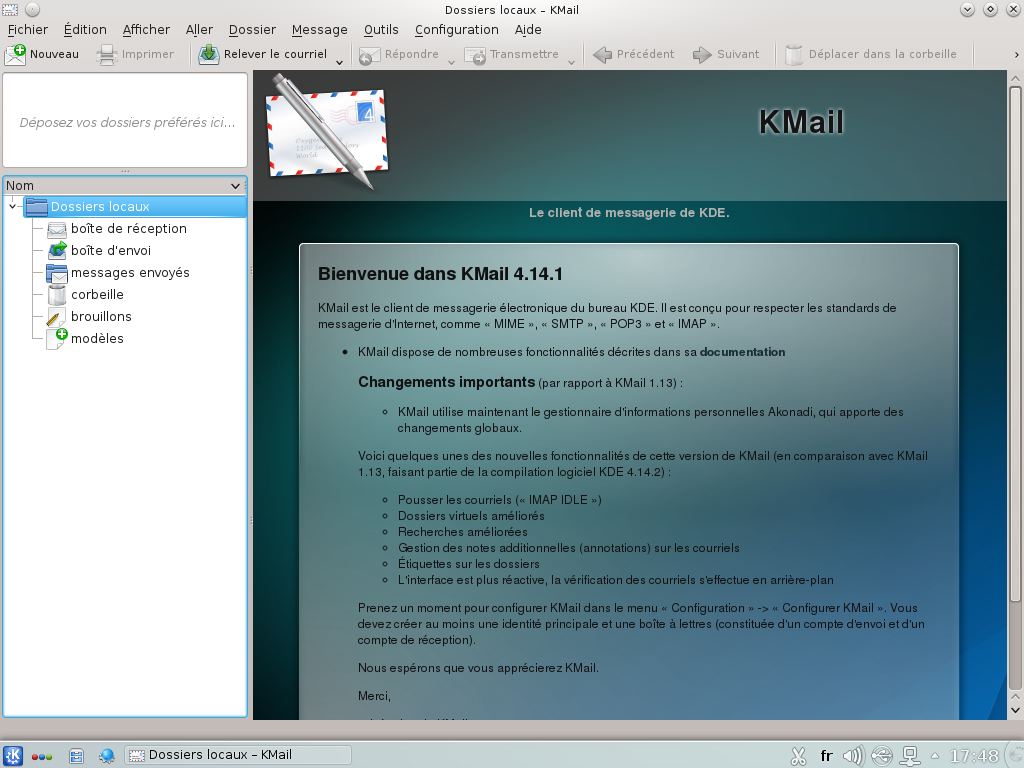 Dossiers locaux – KMail
Fichier Édition Afficher Aller Dossier Message Outils Configuration Aide
Nouveau Imprimer Relever le courriel Répondre Transmettre Précédent Suivant Déplacer dans la corbeille
Déposez vos dossiers préférés ici...
Nom
Dossiers locaux
boîte de réception
boîte d'envoi
messages envoyés
corbeille
brouillons
modèles
KMail
Le client de messagerie de KDE.
Bienvenue dans KMail 4.14.1
KMail est le client de messagerie électronique du bureau KDE. Il est conçu pour respecter les standards de
messagerie d'Internet, comme « MIME », « SMTP », « POP3 » et « IMAP ».
• KMail dispose de nombreuses fonctionnalités décrites dans sa documentation
Changements importants (par rapport à KMail 1.13) :
◦ KMail utilise maintenant le gestionnaire d'informations personnelles Akonadi, qui apporte des
changements globaux.
Voici quelques unes des nouvelles fonctionnalités de cette version de KMail (en comparaison avec KMail
1.13, faisant partie de la compilation logiciel KDE 4.14.2) :
◦ Pousser les courriels (« IMAP IDLE »)
◦ Dossiers virtuels améliorés
◦ Recherches améliorées
◦ Gestion des notes additionnelles (annotations) sur les courriels
◦ Étiquettes sur les dossiers
◦ L'interface est plus réactive, la vérification des courriels s'effectue en arrière-plan
Prenez un moment pour configurer KMail dans le menu « Configuration » -> « Configurer KMail ». Vous
devez créer au moins une identité principale et une boîte à lettres (constituée d'un compte d'envoi et d'un
compte de réception).
Nous espérons que vous apprécierez KMail.
Merci,
Dossiers locaux – KMail
fr
17:48